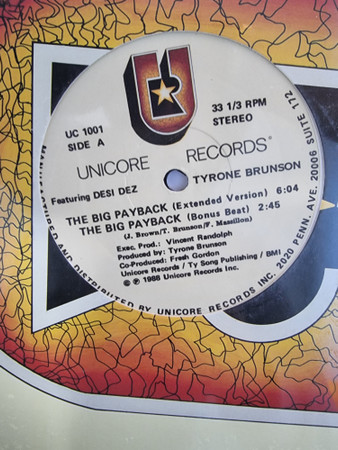 UC 1001
SIDE A
33 1/3 RPM
STEREO
UNICORE RECORDS
TYRONE BRUNSON
Featuring DESI DEZ
THE BIG PAYBACK (Extended Version) 6:04
THE BIG PAYBACK (Bonus Beat) 2:45
(J. Brown/T. Brunson/F. Masillon)
Exec. Prod.: Vincent Randolph
Produced by: Tyrone Brunson
Co-Produced: Fresh Gordon
Unicore Records / Ty Song Publishing / BMI
℗ 1988 Unicore Records Inc.
MANUFACTURED AND DISTRIBUTED BY UNICORE RECORDS INC. 2020 PENN. AVE. 20006 SUITE 172